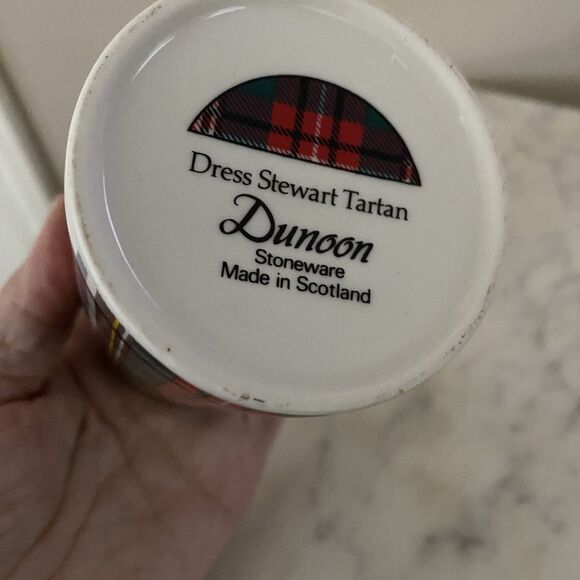 Dress Stewart Tartan
Dunoon
Stoneware
Made in Scotland